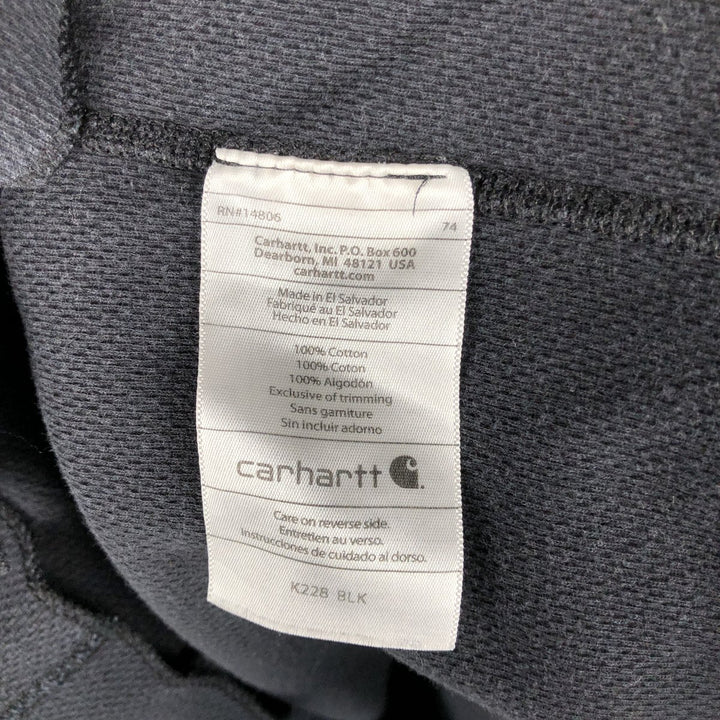 7
RN#14806 74
Carhartt, Inc. P.O. Box 600
Dearborn, MI 48121 USA
carhartt.com
Made in El Salvador
Fabriqué au El Salvador
Hecho en El Salvador
100% Cotton
100% Coton
100% Algodón
Exclusive of trimming
Sans garniture
Sin incluir adorno
carhartt
Care on reverse side.
Entretien au verso.
Instrucciones de cuidado al dorso.
K228 BLK